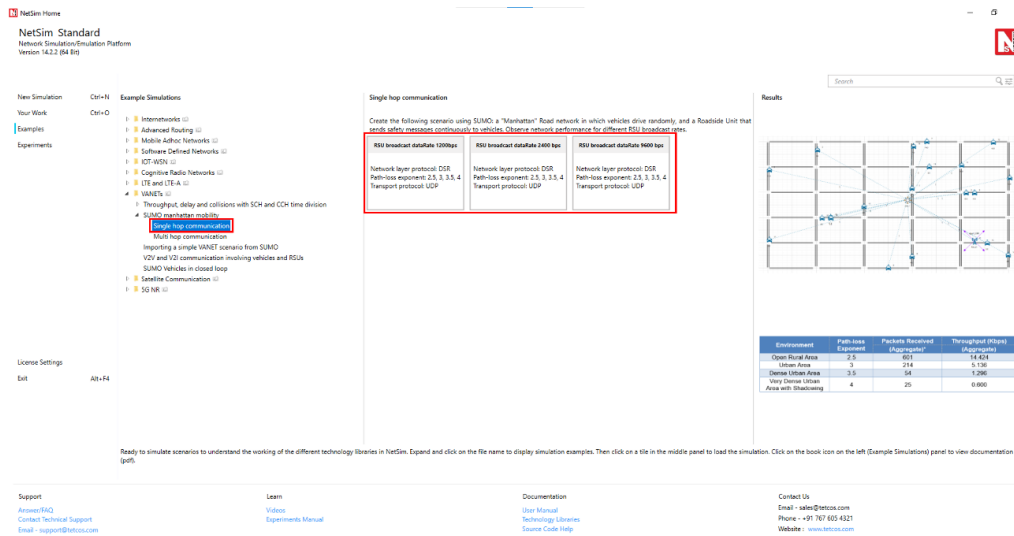 NetSim Home
NetSim Standard
Network Simulation/Emulation Platform
Version 14.2.2 (64 Bit)
Search
New Simulation Ctrl+N
Your Work Ctrl+O
Examples
Experiments
License Settings
Exit Alt+F4
Example Simulations
Internetworks
Advanced Routing
Mobile Adhoc Networks
Software Defined Networks
IOT-WSN
Cognitive Radio Networks
LTE and LTE-A
VANETs
Throughput, delay and collisions with SCH and CCH time division
SUMO manhattan mobility
Single hop communication
Multi hop communication
Importing a simple VANET scenario from SUMO
V2V and V2I communication involving vehicles and RSUs
SUMO Vehicles in closed loop
Satellite Communication
5G NR
Single hop communication
Create the following scenario using SUMO: a "Manhattan" Road network in which vehicles drive randomly, and a Roadside Unit that
sends safety messages continuously to vehicles. Observe network performance for different RSU broadcast rates.
RSU broadcast dataRate 1200bps
Network layer protocol: DSR
Path-loss exponent: 2.5, 3, 3.5, 4
Transport protocol: UDP
RSU broadcast dataRate 2400 bps
Network layer protocol: DSR
Path-loss exponent: 2.5, 3, 3.5, 4
Transport protocol: UDP
RSU broadcast dataRate 9600 bps
Network layer protocol: DSR
Path-loss exponent: 2.5, 3, 3.5, 4
Transport protocol: UDP
Results
Environment Path-loss Exponent Packets Received (Aggregate)* Throughput (Kbps) (Aggregate)
Open Rural Area 2.5 601 14.424
Urban Area 3 214 5.136
Dense Urban Area 3.5 54 1.296
Very Dense Urban Area with Shadowing 4 25 0.600
Ready to simulate scenarios to understand the working of the different technology libraries in NetSim. Expand and click on the file name to display simulation examples. Then click on a tile in the middle panel to load the simulation. Click on the book icon on the left (Example Simulations) panel to view documentation
(pdf).
Support
Answer/FAQ
Contact Technical Support
Email - support@tetcos.com
Learn
Videos
Experiments Manual
Documentation
User Manual
Technology Libraries
Source Code Help
Contact Us
Email - sales@tetcos.com
Phone - +91 767 605 4321
Website : www.tetcos.com